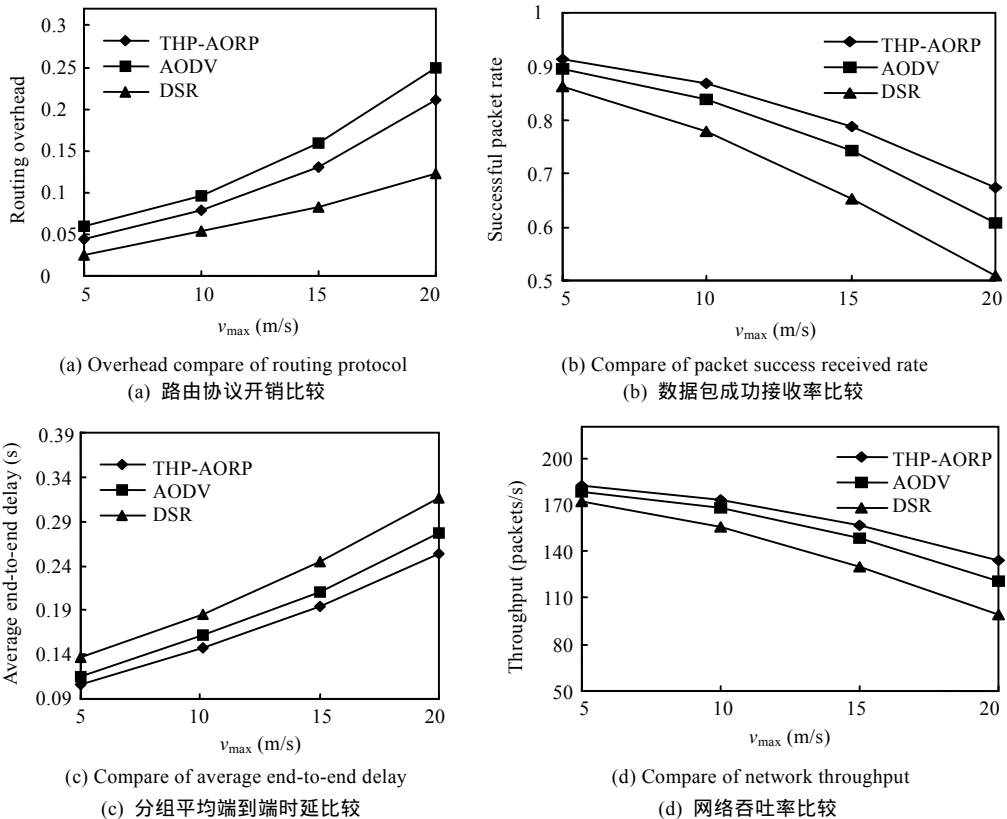 0.3
0.25
0.2
0.15
0.1
0.05
0
Routing overhead
THP-AORP
AODV
DSR
5 10 15 20
vmax (m/s)
(a) Overhead compare of routing protocol
(a) 路由协议开销比较
1
0.9
0.8
0.7
0.6
0.5
Successful packet rate
THP-AORP
AODV
DSR
5 10 15 20
vmax (m/s)
(b) Compare of packet success received rate
(b) 数据包成功接收率比较
0.39
0.34
0.29
0.24
0.19
0.14
0.09
Average end-to-end delay (s)
THP-AORP
AODV
DSR
5 10 15 20
vmax (m/s)
(c) Compare of average end-to-end delay
(c) 分组平均端到端时延比较
200
170
140
110
80
50
Throughput (packets/s)
THP-AORP
AODV
DSR
5 10 15 20
vmax (m/s)
(d) Compare of network throughput
(d) 网络吞吐率比较